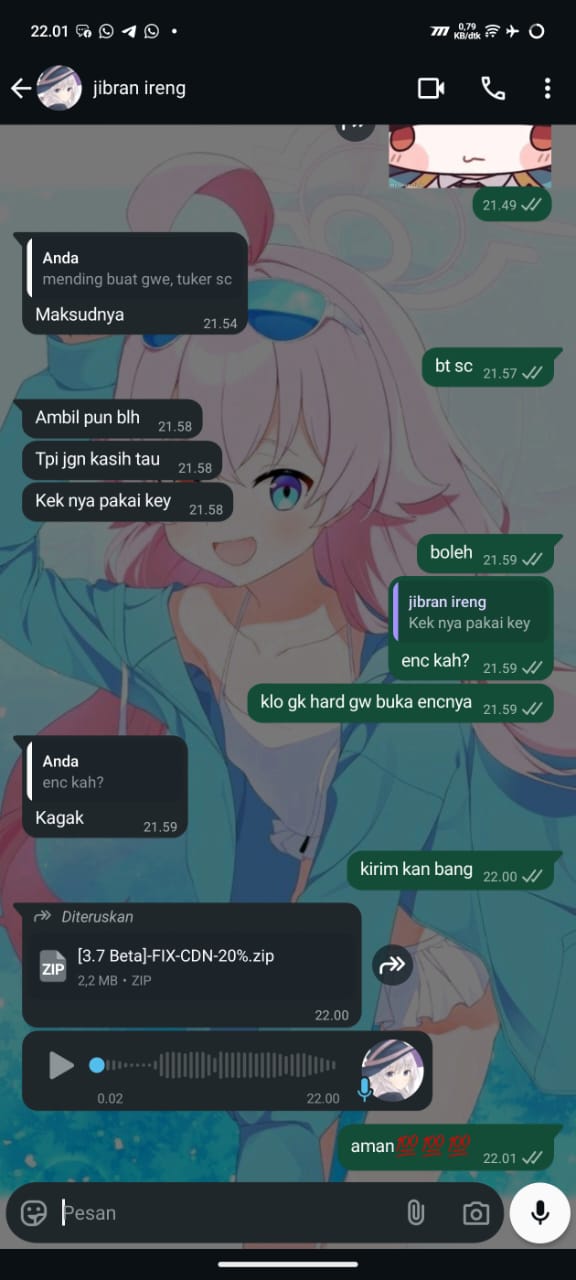 22.01
0,79
KB/dtk
jibran ireng
21.49
Anda
mending buat gwe, tuker sc
Maksudnya
21.54
bt sc
21.57
Ambil pun blh
21.58
Tpi jgn kasih tau
21.58
Kek nya pakai key
21.58
boleh
21.59
jibran ireng
Kek nya pakai key
enc kah?
21.59
klo gk hard gw buka encnya
21.59
Anda
enc kah?
Kagak
21.59
kirim kan bang
22.00
Diteruskan
ZIP
[3.7 Beta]-FIX-CDN-20%.zip
2,2 MB • ZIP
22.00
0.02
22.00
aman💯💯💯
22.01
Pesan